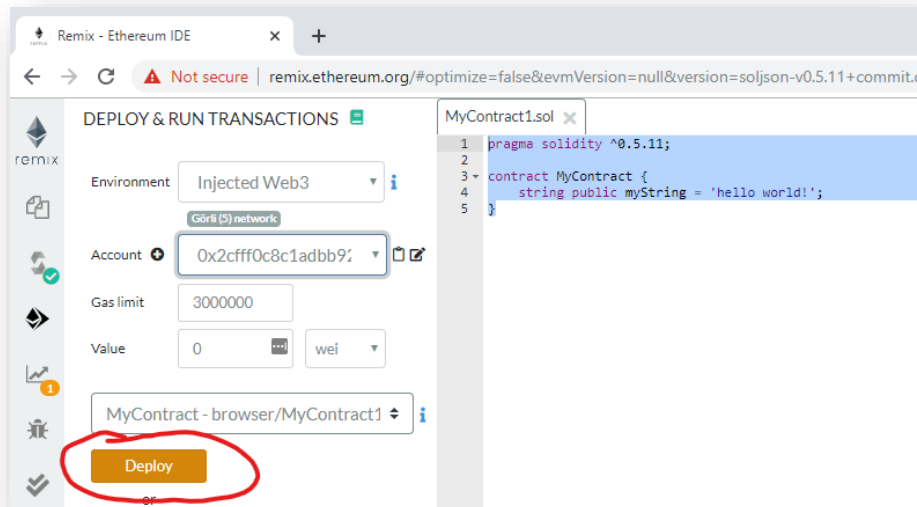 remix
Remix - Ethereum IDE
Not secure | remix.ethereum.org/#optimize=false&evmVersion=null&version=soljson-v0.5.11+commit.
remix
DEPLOY & RUN TRANSACTIONS
Environment Injected Web3
Görli (5) network
Account 0x2cfff0c8c1adbb92
Gas limit 3000000
Value 0 wei
MyContract - browser/MyContract1
Deploy
or
1
MyContract1.sol
1 pragma solidity ^0.5.11;
2
3 contract MyContract {
4 string public myString = 'hello world!';
5 }